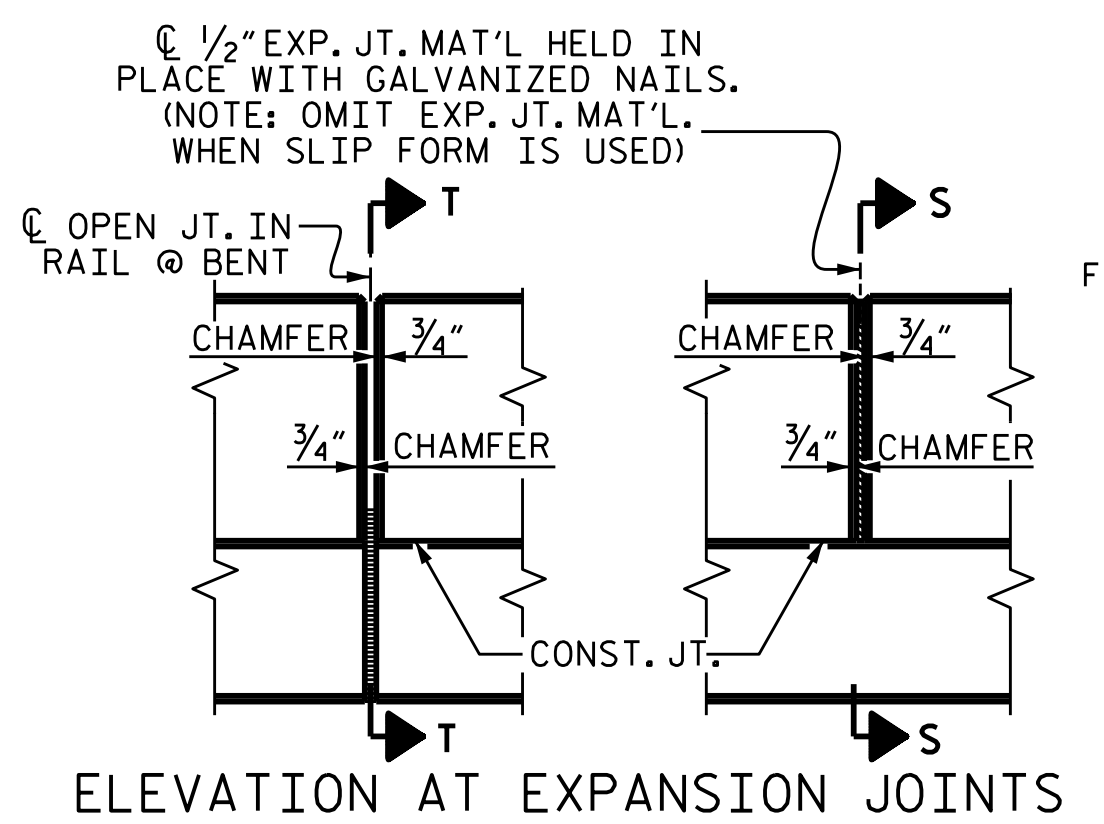 ℄ 1/2" EXP. JT. MAT'L HELD IN
PLACE WITH GALVANIZED NAILS.
(NOTE: OMIT EXP. JT. MAT'L.
WHEN SLIP FORM IS USED)
T
S
℄ OPEN JT. IN
RAIL @ BENT
F
CHAMFER
3/4"
CHAMFER
3/4"
3/4"
CHAMFER
3/4"
CHAMFER
CONST. JT.
T
S
ELEVATION AT EXPANSION JOINTS